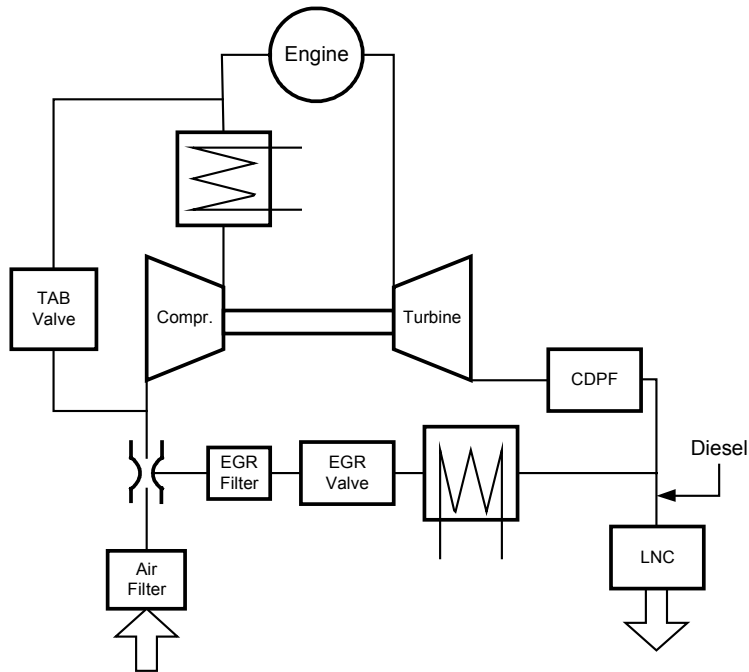 Engine
TAB
Valve
Compr.
Turbine
CDPF
EGR
Filter
EGR
Valve
Diesel
LNC
Air
Filter